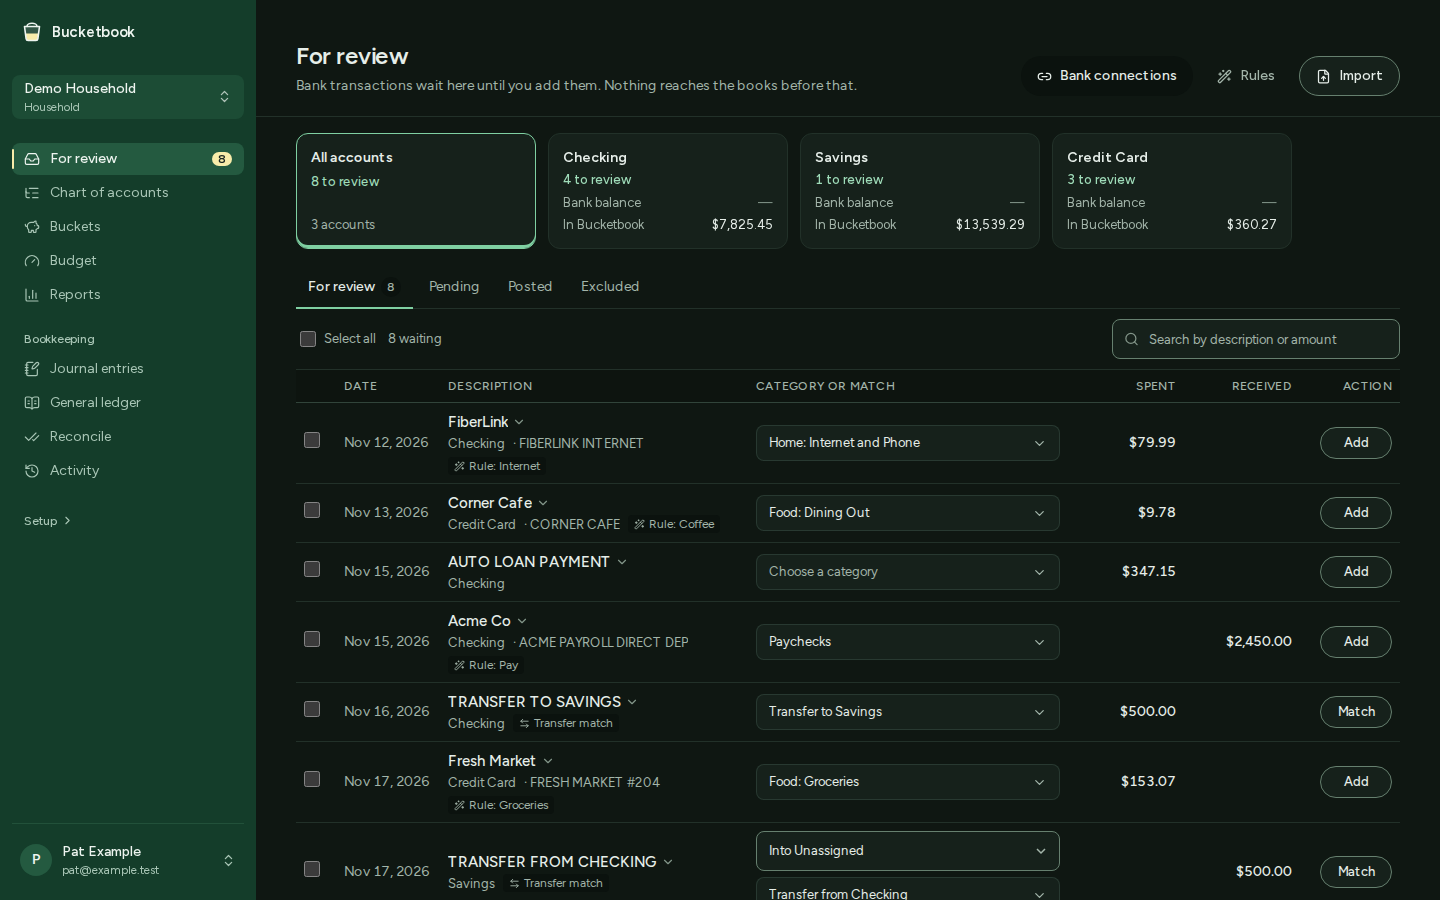 Bucketbook
Demo Household
Household
For review 8
Chart of accounts
Buckets
Budget
Reports
Bookkeeping
Journal entries
General ledger
Reconcile
Activity
Setup
P Pat Example
pat@example.test
For review
Bank transactions wait here until you add them. Nothing reaches the books before that.
Bank connections Rules Import
All accounts
8 to review
3 accounts
Checking
4 to review
Bank balance —
In Bucketbook $7,825.45
Savings
1 to review
Bank balance —
In Bucketbook $13,539.29
Credit Card
3 to review
Bank balance —
In Bucketbook $360.27
For review 8 Pending Posted Excluded
Select all 8 waiting Search by description or amount
DATE DESCRIPTION CATEGORY OR MATCH SPENT RECEIVED ACTION
FiberLink
Nov 12, 2026 Checking · FIBERLINK INTERNET Home: Internet and Phone $79.99 Add
Rule: Internet
Corner Cafe
Nov 13, 2026 Credit Card · CORNER CAFE Rule: Coffee Food: Dining Out $9.78 Add
AUTO LOAN PAYMENT
Nov 15, 2026 Checking Choose a category $347.15 Add
Acme Co
Nov 15, 2026 Checking · ACME PAYROLL DIRECT DEP Paychecks $2,450.00 Add
Rule: Pay
TRANSFER TO SAVINGS
Nov 16, 2026 Checking Transfer match Transfer to Savings $500.00 Match
Fresh Market
Nov 17, 2026 Credit Card · FRESH MARKET #204 Food: Groceries $153.07 Add
Rule: Groceries
Into Unassigned
Nov 17, 2026 TRANSFER FROM CHECKING $500.00 Match
Savings Transfer match
Transfer from Checking